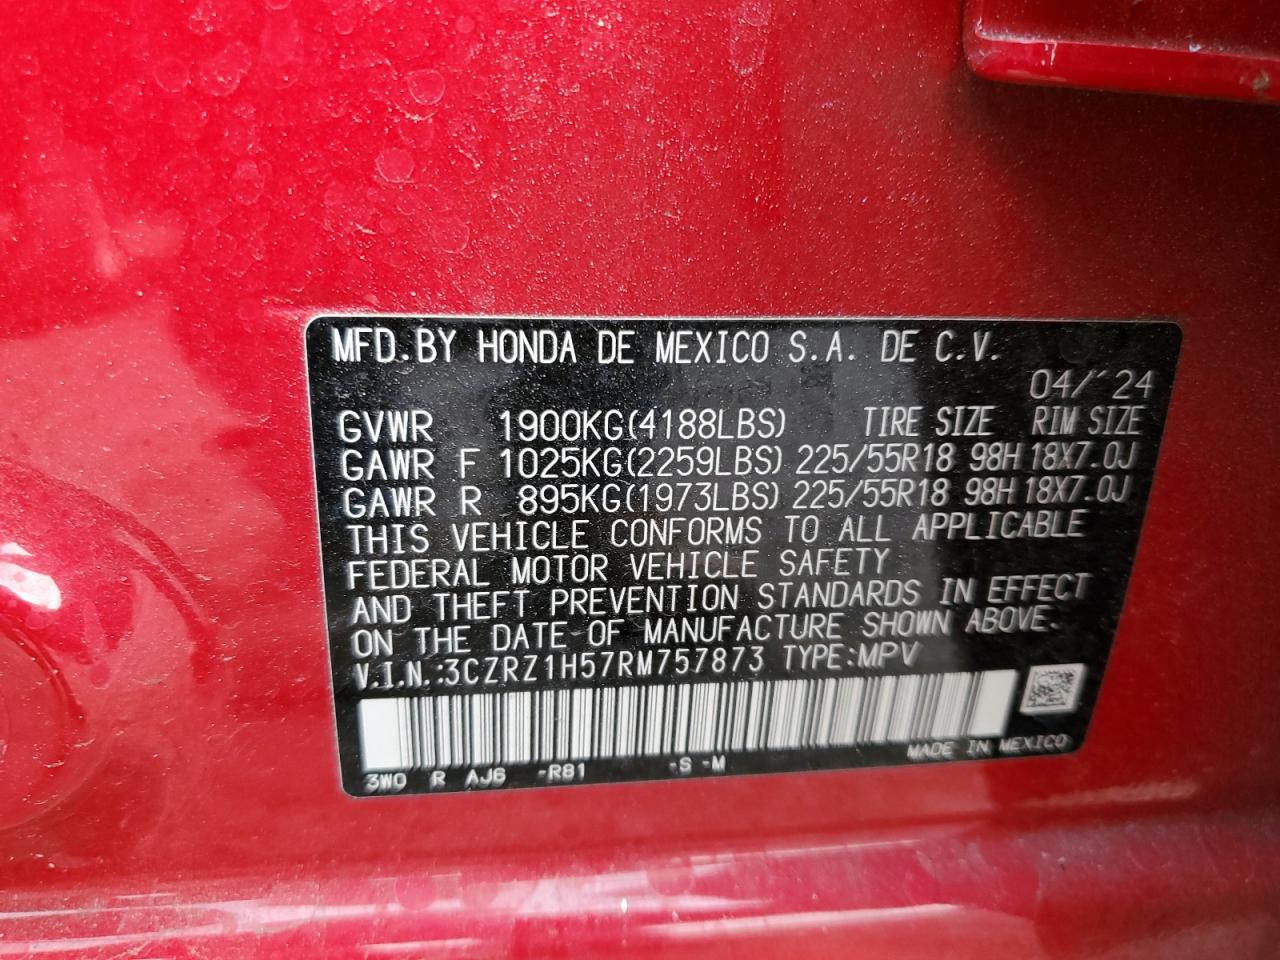 MFD.BY HONDA DE MEXICO S.A. DE C.V.
04/'24
GVWR 1900KG(4188LBS) TIRE SIZE RIM SIZE
GAWR F 1025KG(2259LBS) 225/55R18 98H 18X7.0J
GAWR R 895KG(1973LBS) 225/55R18 98H 18X7.0J
THIS VEHICLE CONFORMS TO ALL APPLICABLE
FEDERAL MOTOR VEHICLE SAFETY
AND THEFT PREVENTION STANDARDS IN EFFECT
ON THE DATE OF MANUFACTURE SHOWN ABOVE.
V.I.N.:3CZRZ1H57RM757873 TYPE:MPV
MADE IN MEXICO
3W0 R AJ6 -R81 -S -M